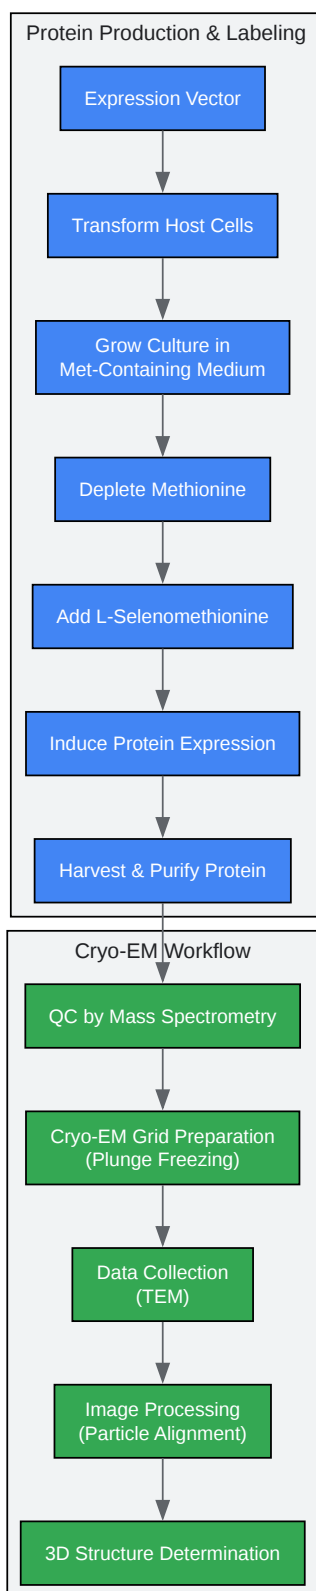 Protein Production & Labeling
Expression Vector
Transform Host Cells
Grow Culture in
Met-Containing Medium
Deplete Methionine
Add L-Selenomethionine
Induce Protein Expression
Harvest & Purify Protein
Cryo-EM Workflow
QC by Mass Spectrometry
Cryo-EM Grid Preparation
(Plunge Freezing)
Data Collection
(TEM)
Image Processing
(Particle Alignment)
3D Structure Determination